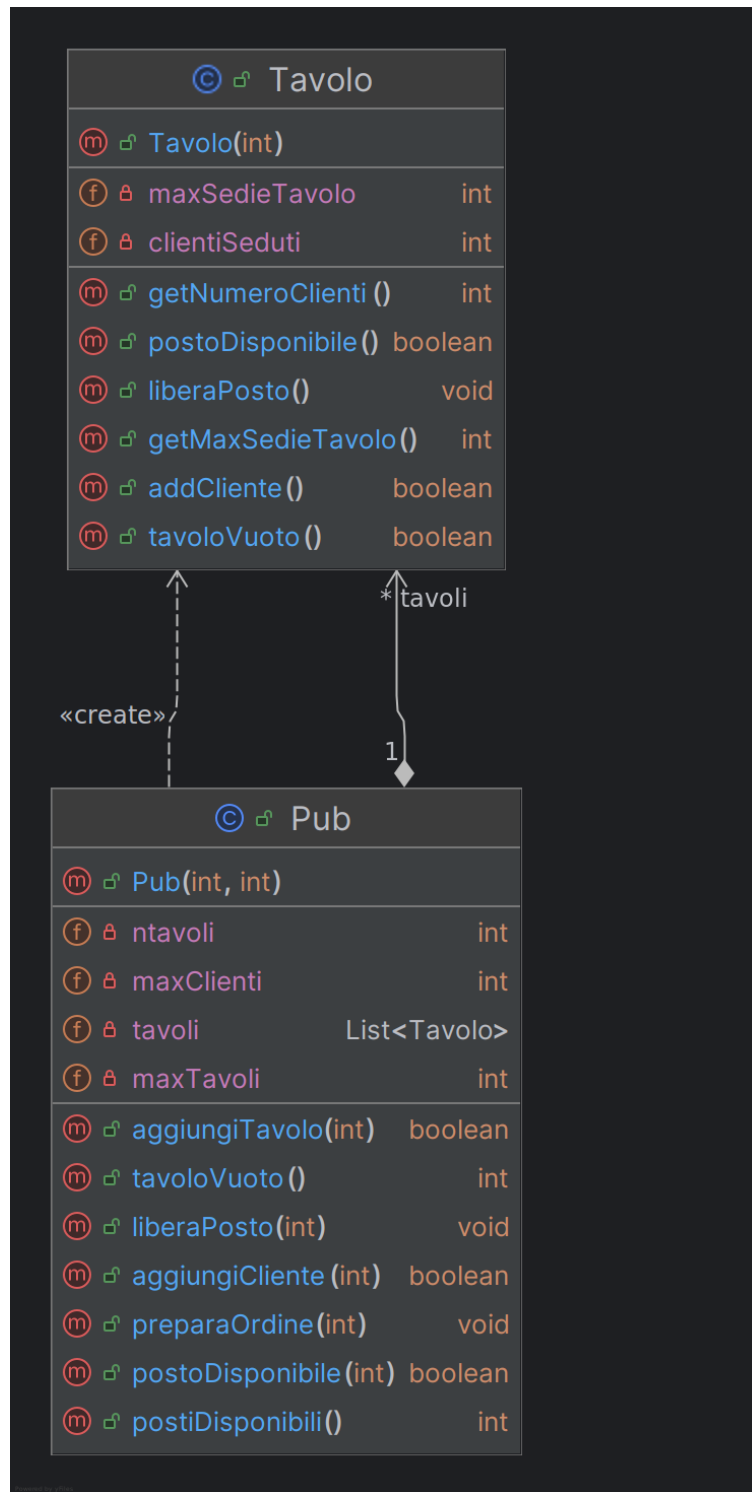 Tavolo
Tavolo(int)
maxSedieTavolo int
clientiSeduti int
getNumeroClienti() int
postoDisponibile() boolean
liberaPosto() void
getMaxSedieTavolo() int
addCliente() boolean
tavoloVuoto() boolean
* tavoli
«create»
1
Pub
Pub(int, int)
ntavoli int
maxClienti int
tavoli List<Tavolo>
maxTavoli int
aggiungiTavolo(int) boolean
tavoloVuoto() int
liberaPosto(int) void
aggiungiCliente(int) boolean
preparaOrdine(int) void
postoDisponibile(int) boolean
postiDisponibili() int